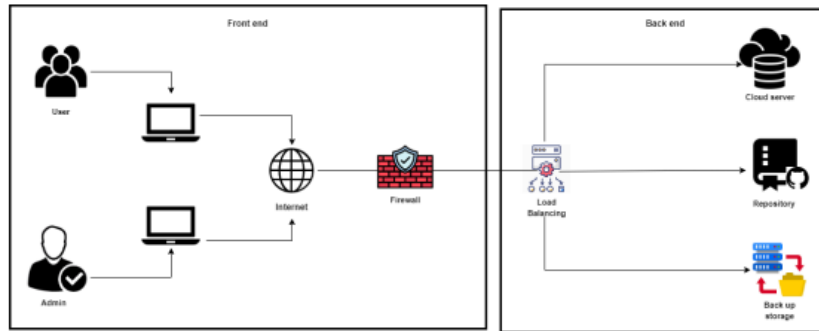 Front end
Back end
User
Cloud server
Internet
Firewall
Load
Balancing
Repository
Admin
Back up
storage